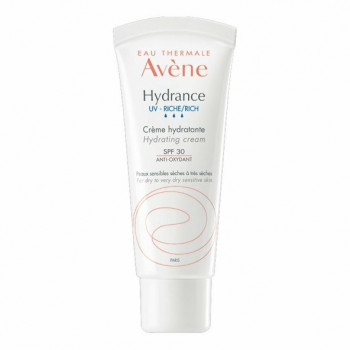 EAU THERMALE
Avène
Hydrance
UV - RICHE/RICH
Crème hydratante
Hydrating cream
SPF 30
ANTI-OXYDANT
Peaux sensibles sèches à très sèches
For dry to very dry sensitive skin
PARIS